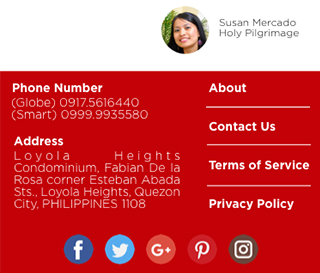 Susan Mercado
Holy Pilgrimage
Phone Number
(Globe) 0917.5616440
(Smart) 0999.9935580
Address
Loyola Heights
Condominium, Fabian De la
Rosa corner Esteban Abada
Sts., Loyola Heights, Quezon
City, PHILIPPINES 1108
About
Contact Us
Terms of Service
Privacy Policy